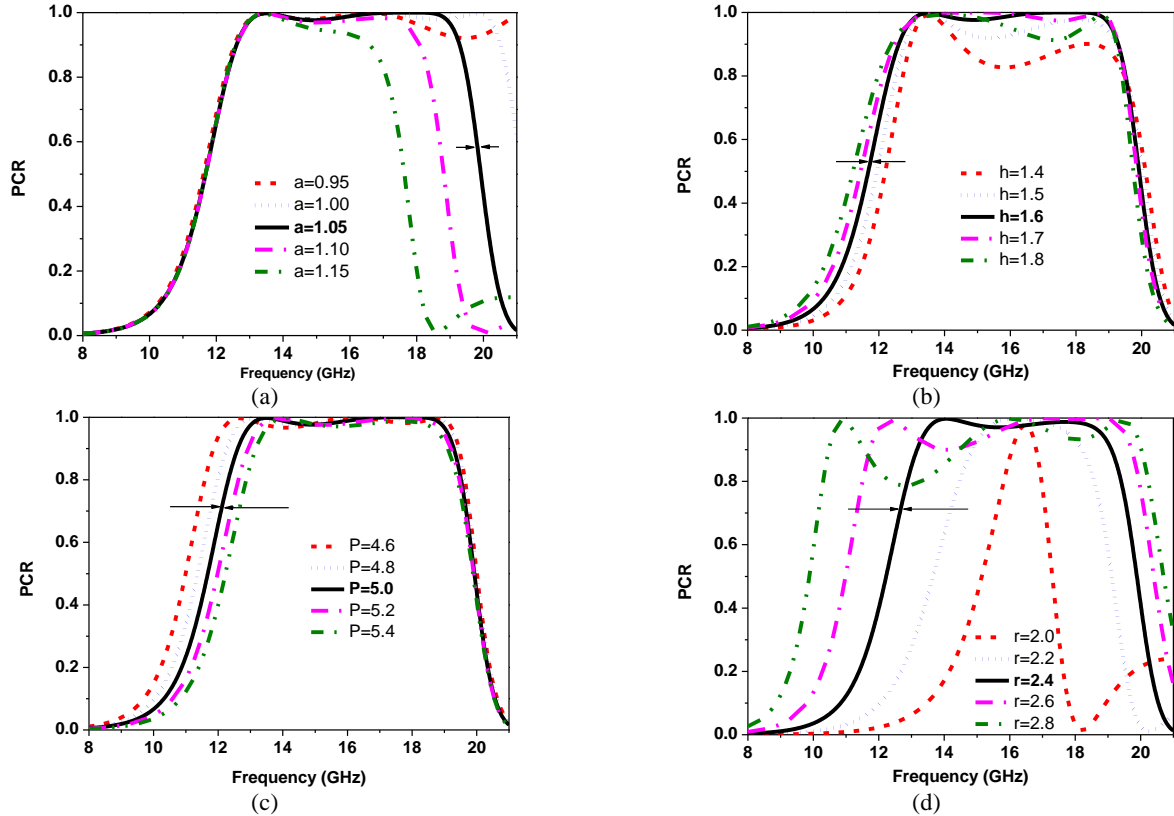 1.0
0.8
0.6
0.4
0.2
0.0
PCR
a=0.95
a=1.00
a=1.05
a=1.10
a=1.15
8 10 12 14 16 18 20
Frequency (GHz)
(a)
1.0
0.8
0.6
0.4
0.2
0.0
PCR
h=1.4
h=1.5
h=1.6
h=1.7
h=1.8
8 10 12 14 16 18 20
Frequency (GHz)
(b)
1.0
0.8
0.6
0.4
0.2
0.0
PCR
P=4.6
P=4.8
P=5.0
P=5.2
P=5.4
8 10 12 14 16 18 20
Frequency (GHz)
(c)
1.0
0.8
0.6
0.4
0.2
0.0
PCR
r=2.0
r=2.2
r=2.4
r=2.6
r=2.8
8 10 12 14 16 18 20
Frequency (GHz)
(d)